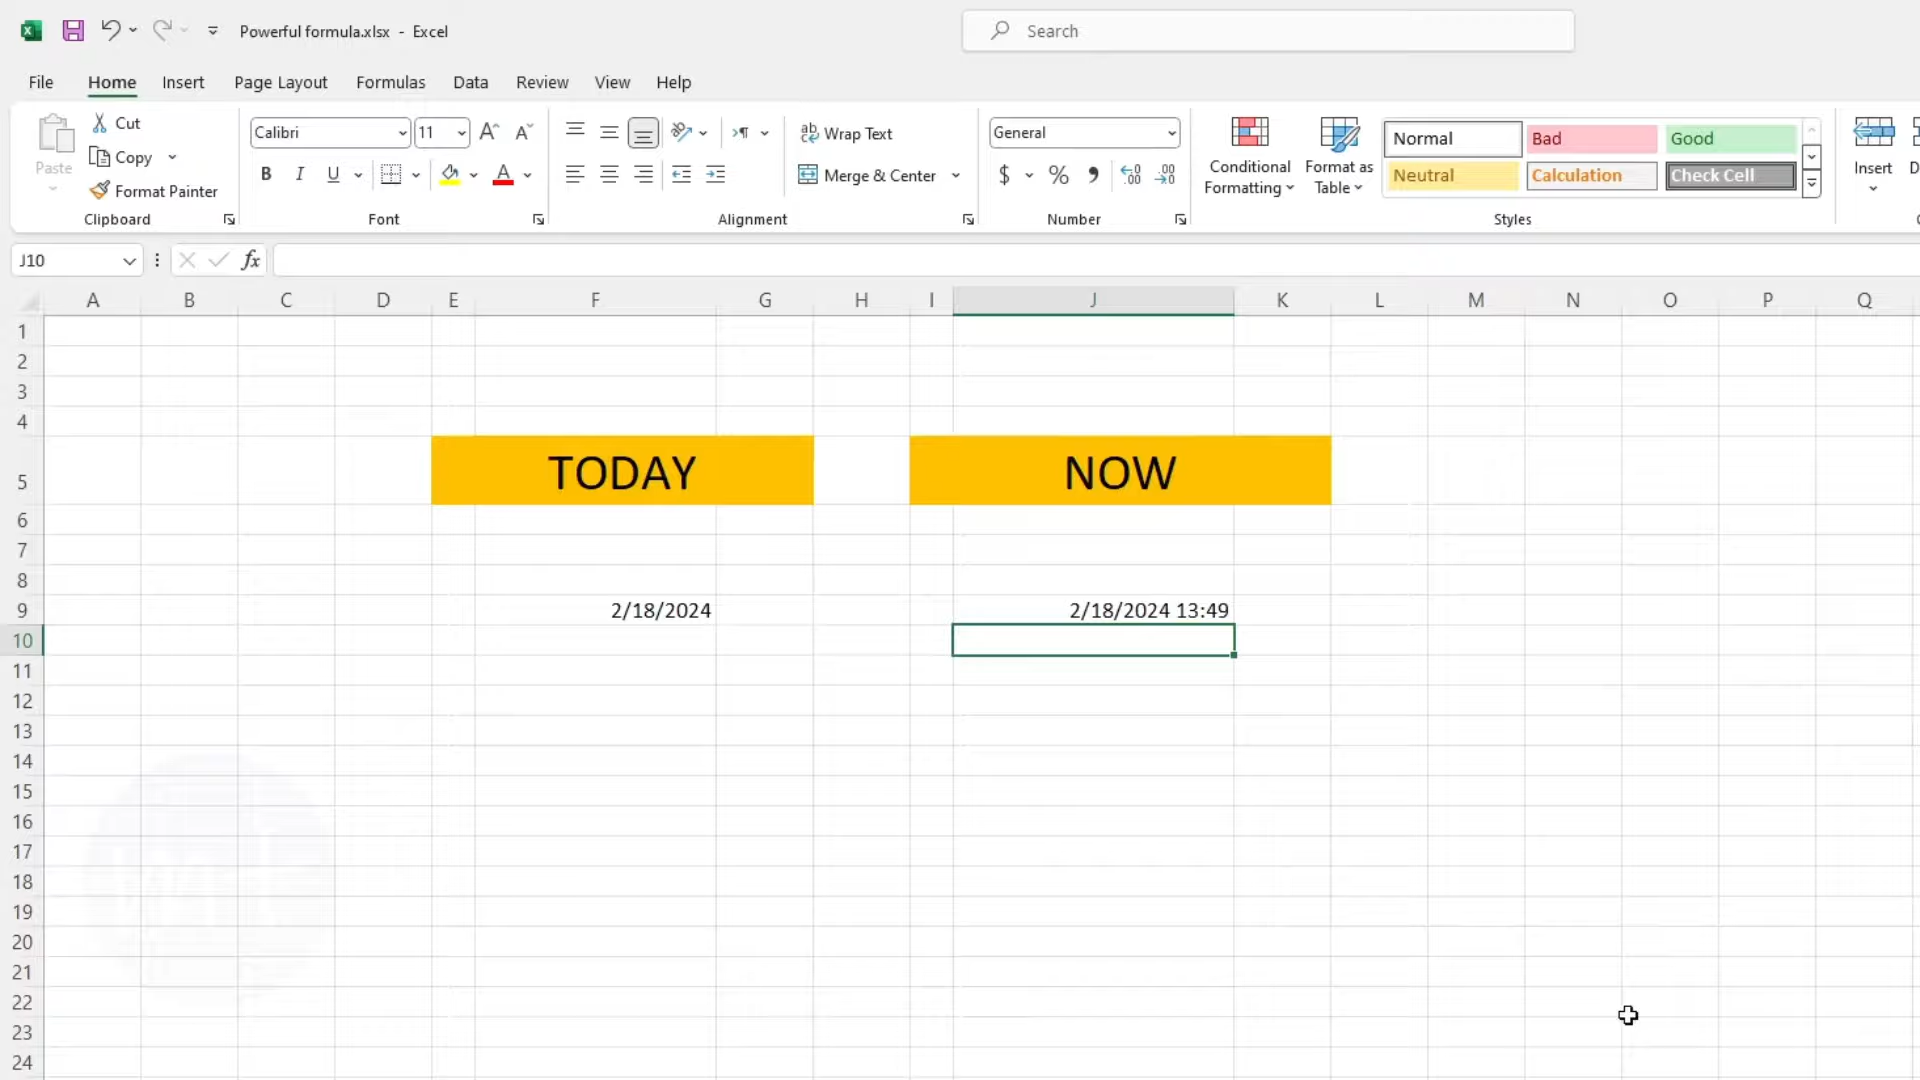 Powerful formula.xlsx - Excel
Search
File Home Insert Page Layout Formulas Data Review View Help
Paste
Cut
Copy
Format Painter
Clipboard
Calibri 11
B I U
Font
Wrap Text
Merge & Center
Alignment
General
$ % 9
Number
Conditional Formatting
Format as Table
Normal Bad Good
Neutral Calculation Check Cell
Styles
Insert
J10
fx
A B C D E F G H I J K L M N O P Q
1
2
3
4
5 TODAY NOW
6
7
8
9 2/18/2024 2/18/2024 13:49
10
11
12
13
14
15
16
17
18
19
20
21
22
23
24